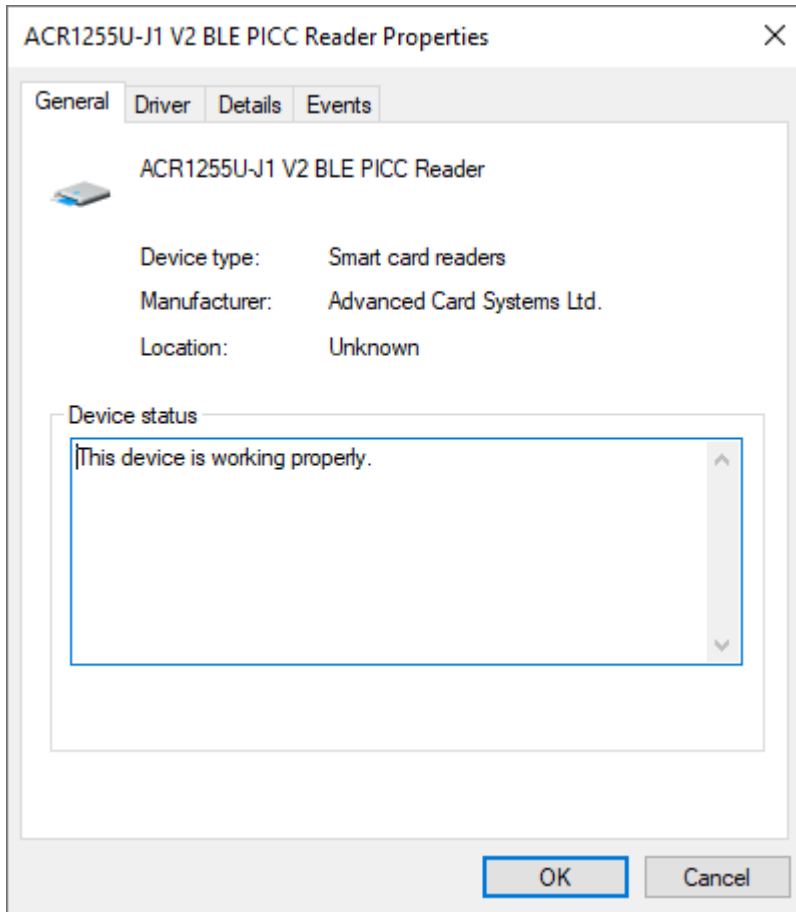 ACR1255U-J1 V2 BLE PICC Reader Properties
General Driver Details Events
ACR1255U-J1 V2 BLE PICC Reader
Device type: Smart card readers
Manufacturer: Advanced Card Systems Ltd.
Location: Unknown
Device status
This device is working properly.
OK Cancel